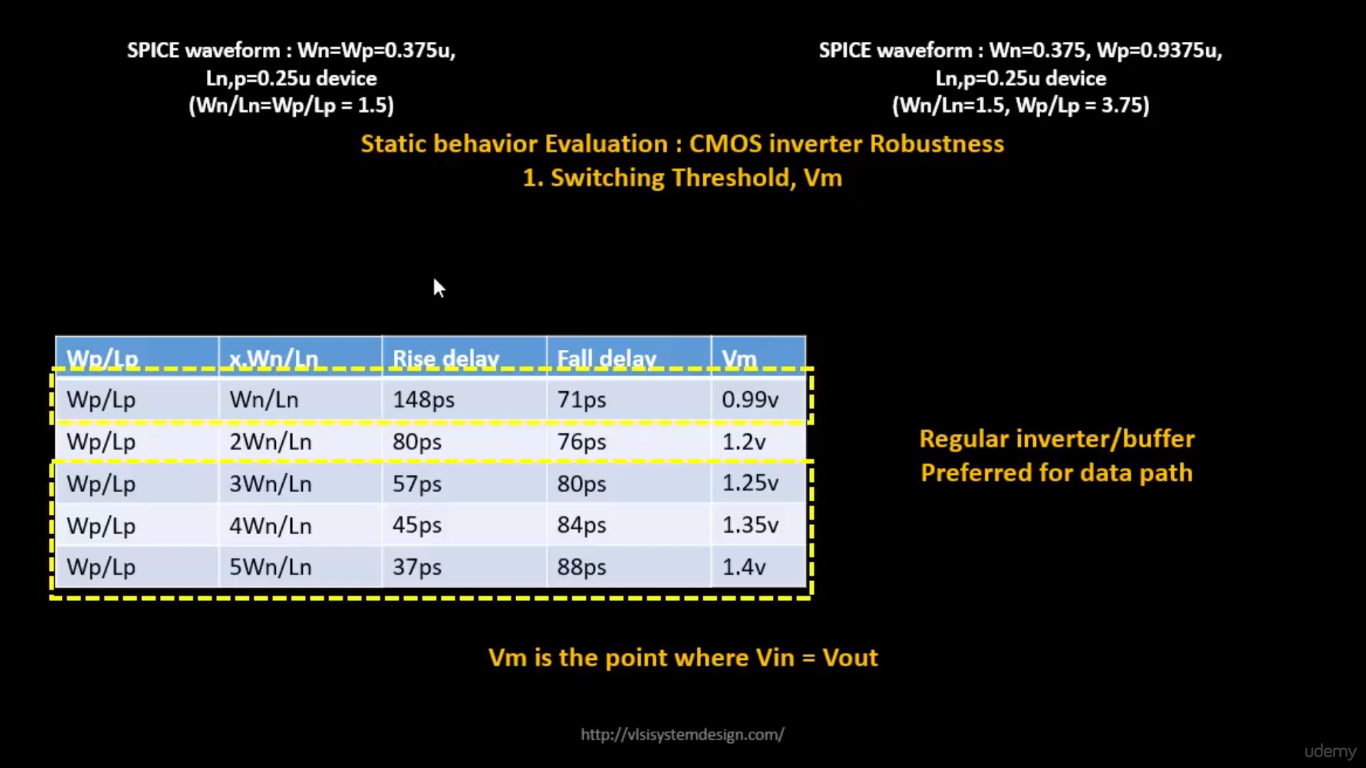 SPICE waveform : Wn=Wp=0.375u,
Ln,p=0.25u device
(Wn/Ln=Wp/Lp = 1.5)
SPICE waveform : Wn=0.375, Wp=0.9375u,
Ln,p=0.25u device
(Wn/Ln=1.5, Wp/Lp = 3.75)
Static behavior Evaluation : CMOS inverter Robustness
1. Switching Threshold, Vm
Wp/Lp x.Wn/Ln Rise delay Fall delay Vm
Wp/Lp Wn/Ln 148ps 71ps 0.99v
Wp/Lp 2Wn/Ln 80ps 76ps 1.2v
Wp/Lp 3Wn/Ln 57ps 80ps 1.25v
Wp/Lp 4Wn/Ln 45ps 84ps 1.35v
Wp/Lp 5Wn/Ln 37ps 88ps 1.4v
Regular inverter/buffer
Preferred for data path
Vm is the point where Vin = Vout
http://vlsisystemdesign.com/
udemy